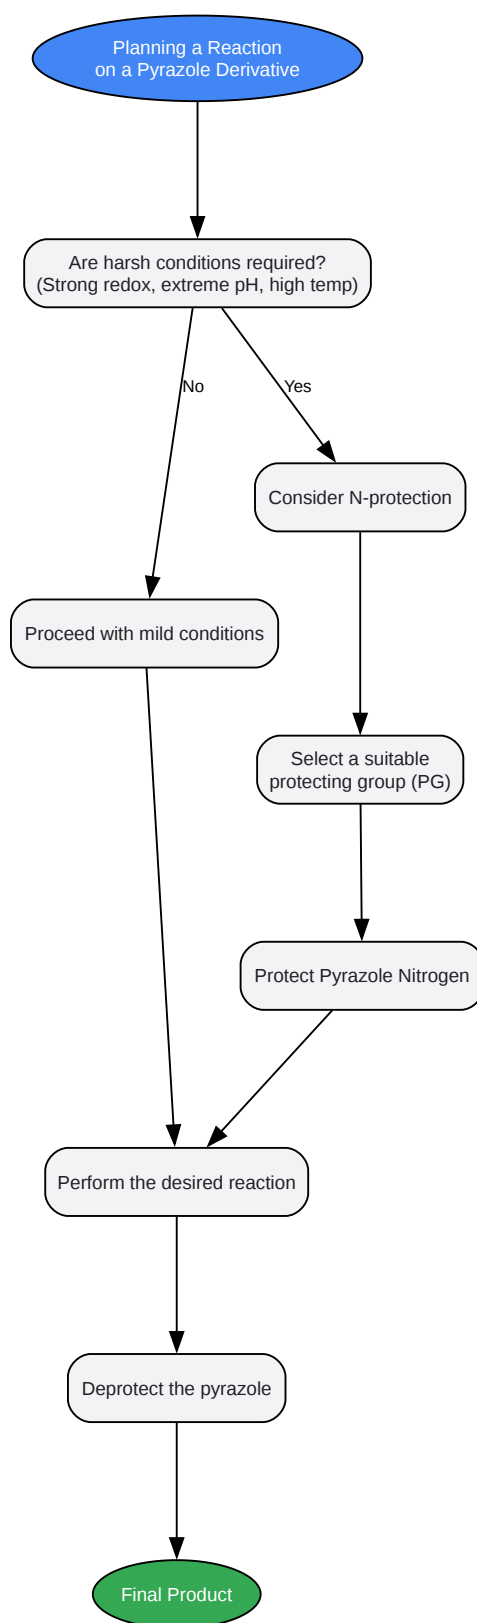 Planning a Reaction
on a Pyrazole Derivative
Are harsh conditions required?
(Strong redox, extreme pH, high temp)
No
Yes
Consider N-protection
Proceed with mild conditions
Select a suitable
protecting group (PG)
Protect Pyrazole Nitrogen
Perform the desired reaction
Deprotect the pyrazole
Final Product